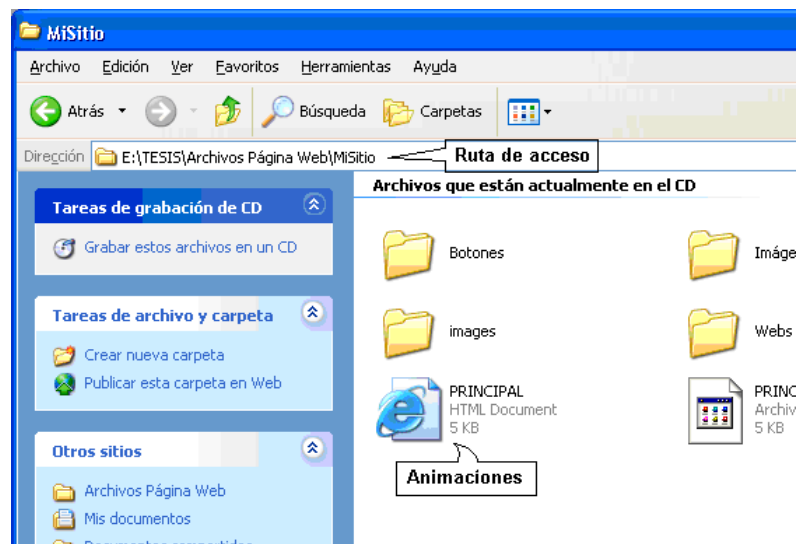 MiSitio
Archivo Edición Ver Favoritos Herramientas Ayuda
Atrás Búsqueda Carpetas
Dirección E:\TESIS\Archivos Página Web\MiSitio Ruta de acceso
Archivos que están actualmente en el CD
Tareas de grabación de CD
Grabar estos archivos en un CD
Botones
Imáge
Tareas de archivo y carpeta
Crear nueva carpeta
Publicar esta carpeta en Web
images
Webs
PRINCIPAL
HTML Document
5 KB
PRINC
Archiv
5 KB
Animaciones
Otros sitios
Archivos Página Web
Mis documentos